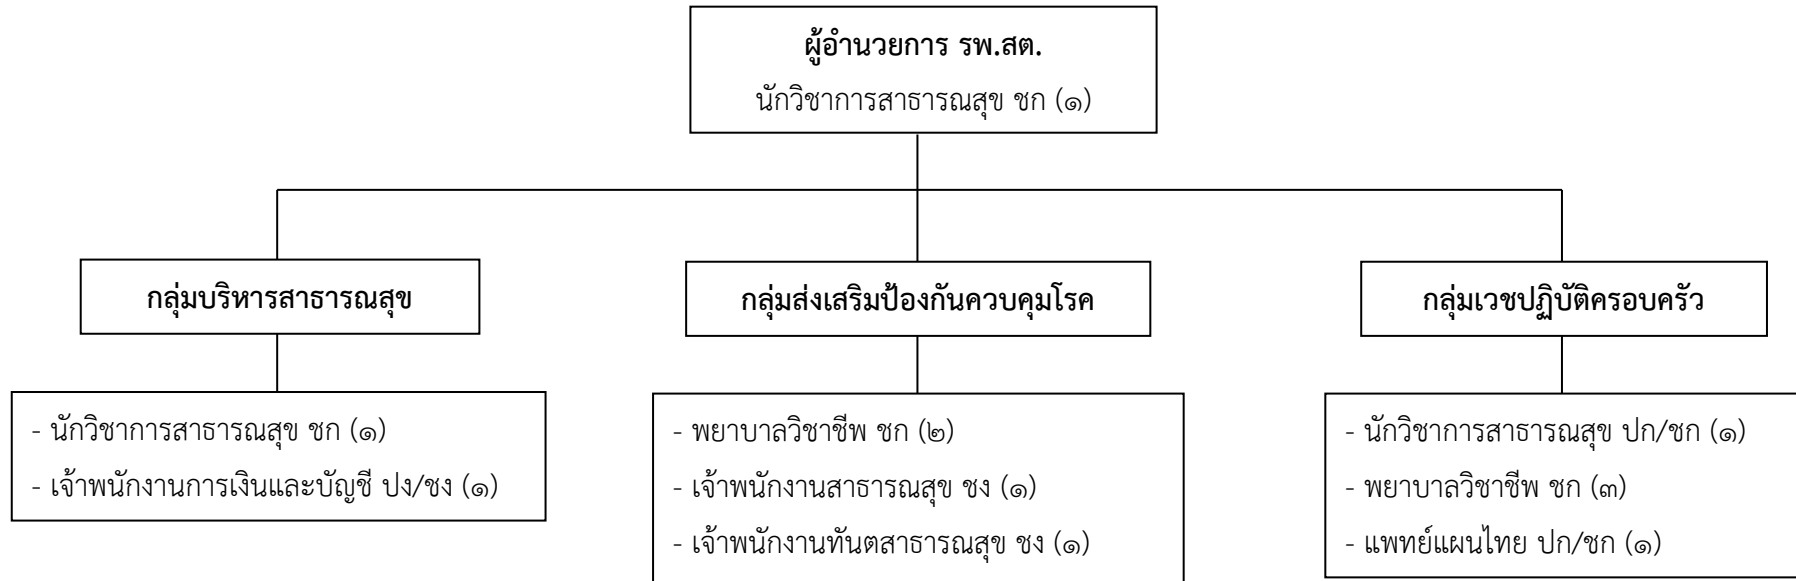 ผู้อำนวยการ รพ.สต.
นักวิชาการสาธารณสุข ชก (๑)
กลุ่มบริหารสาธารณสุข
- นักวิชาการสาธารณสุข ชก (๑)
- เจ้าพนักงานการเงินและบัญชี ปง/ชง (๑)
กลุ่มส่งเสริมป้องกันควบคุมโรค
- พยาบาลวิชาชีพ ชก (๒)
- เจ้าพนักงานสาธารณสุข ชง (๑)
- เจ้าพนักงานทันตสาธารณสุข ชง (๑)
กลุ่มเวชปฏิบัติครอบครัว
- นักวิชาการสาธารณสุข ปก/ชก (๑)
- พยาบาลวิชาชีพ ชก (๓)
- แพทย์แผนไทย ปก/ชก (๑)